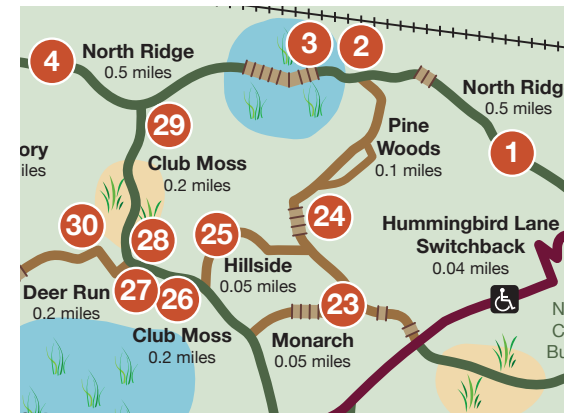 3
2
4
North Ridge
0.5 miles
North Ridg
0.5 miles
29
Pine
Woods
0.1 miles
1
ory
iles
Club Moss
0.2 miles
30
28
25
24
Hummingbird Lane
Switchback
0.04 miles
Hillside
0.05 miles
Deer Run
0.2 miles
27
26
23
Club Moss
0.2 miles
Monarch
0.05 miles
N
C
Bu